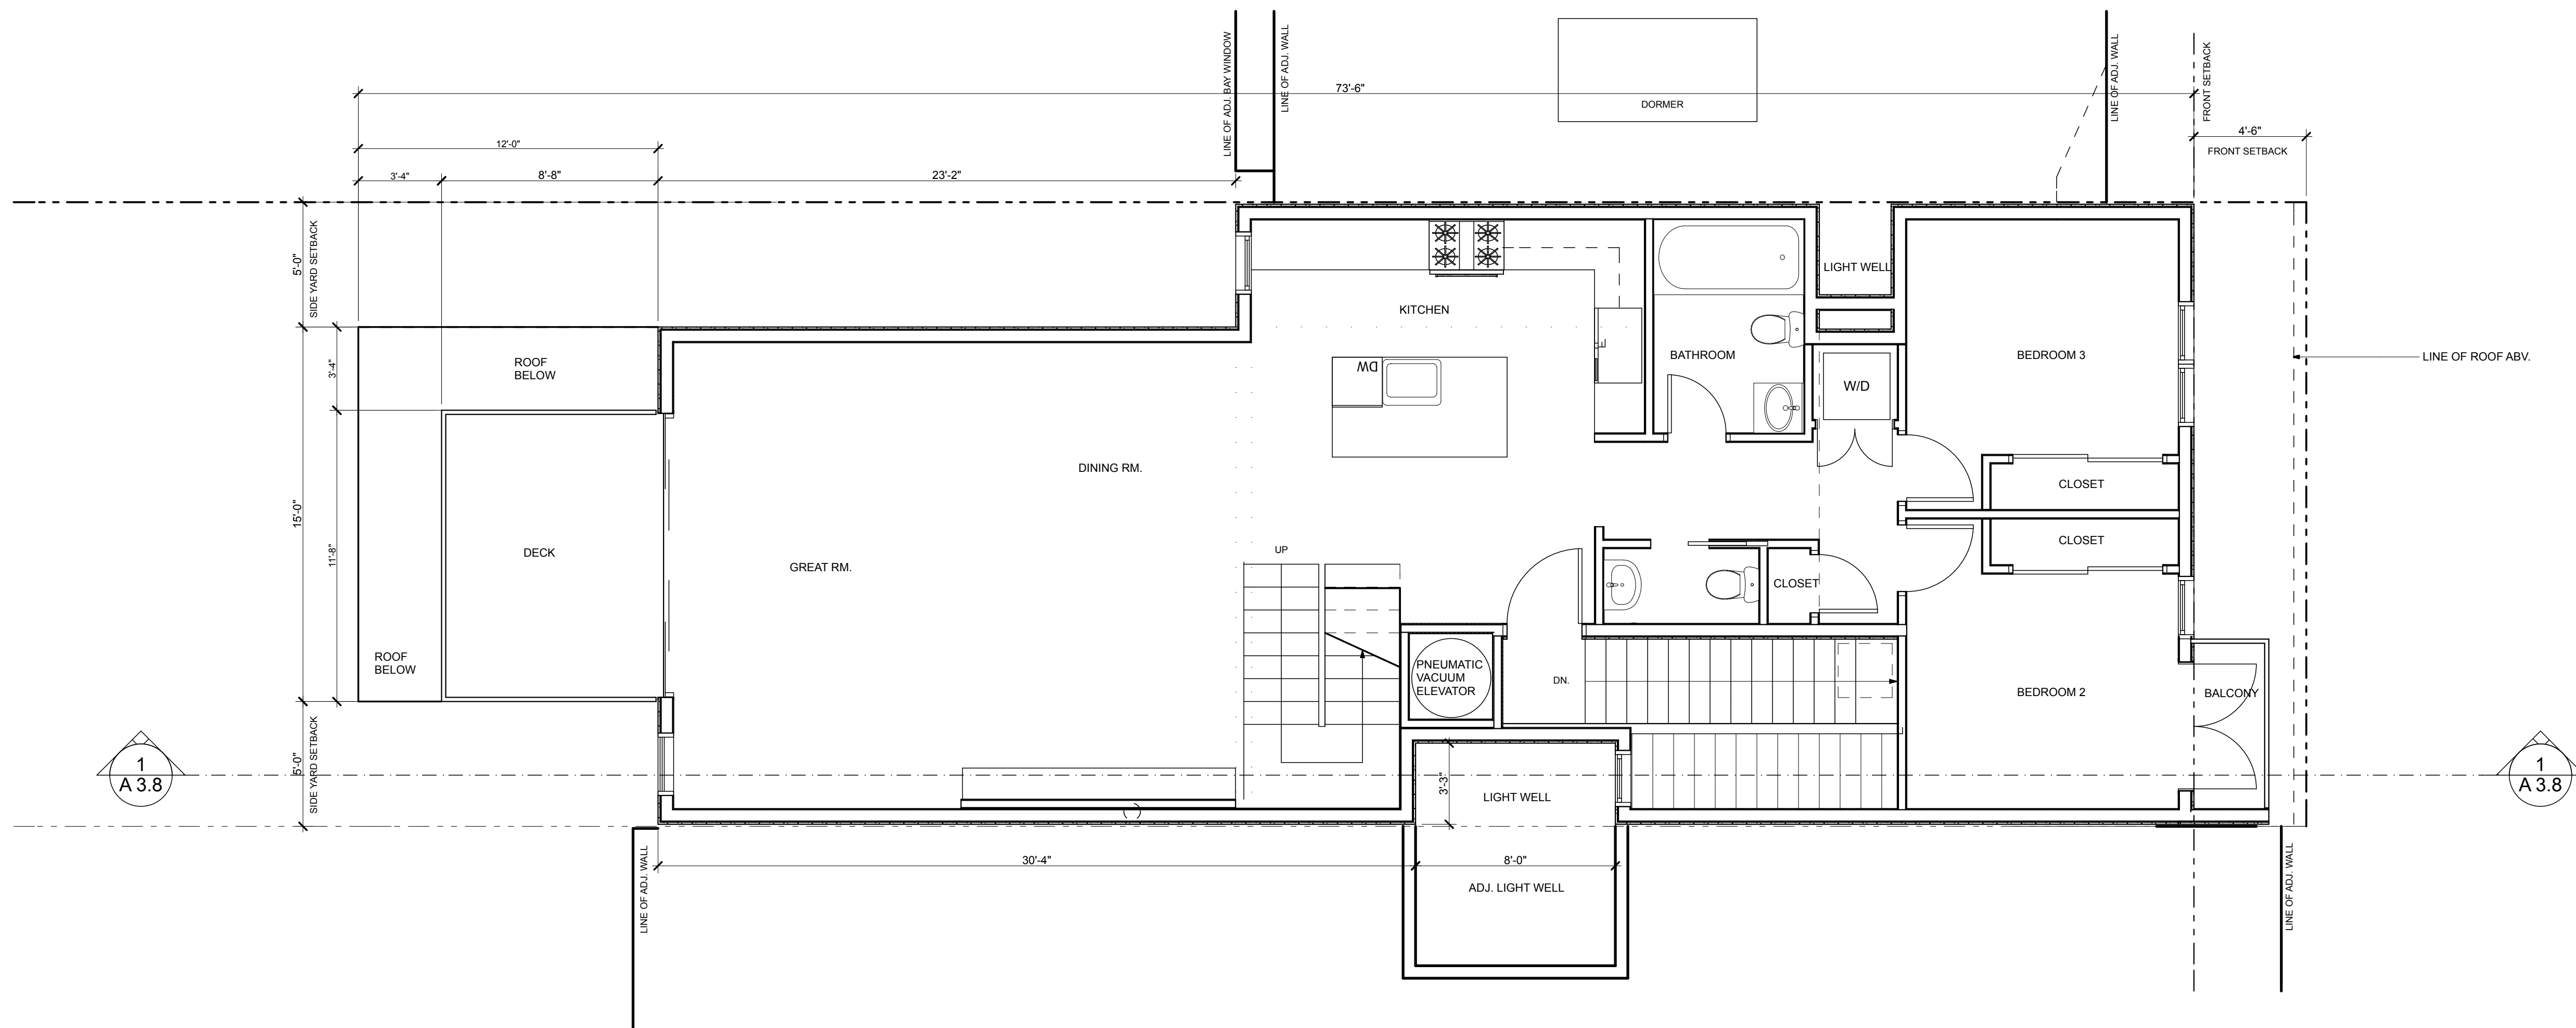 LINE OF ADJ. BAY WINDOW
LINE OF ADJ. WALL
DORMER
LINE OF ADJ. WALL
FRONT SETBACK
73'-6"
4'-6"
FRONT SETBACK
12'-0"
3'-4"
8'-8"
23'-2"
5'-0"
SIDE YARD SETBACK
LIGHT WELL
KITCHEN
ROOF
BELOW
3'-4"
DW
BATHROOM
W/D
BEDROOM 3
LINE OF ROOF ABV.
DINING RM.
CLOSET
15'-0"
11'-8"
DECK
GREAT RM.
UP
CLOSET
CLOSET
ROOF
BELOW
PNEUMATIC
VACUUM
ELEVATOR
DN.
BEDROOM 2
BALCONY
1
A 3.8
5'-0"
SIDE YARD SETBACK
3'-3"
LIGHT WELL
1
A 3.8
LINE OF ADJ. WALL
30'-4"
8'-0"
ADJ. LIGHT WELL
LINE OF ADJ. WALL